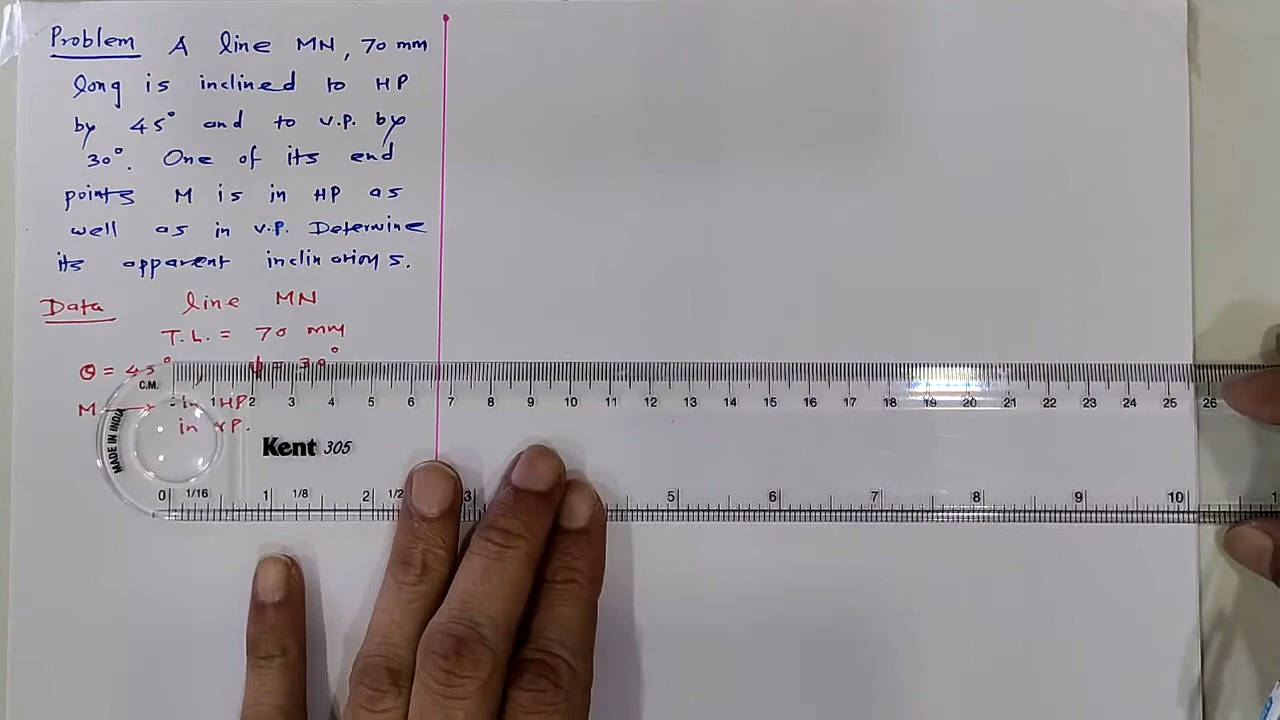 Problem A line MN, 70 mm
long is inclined to HP
by 45° and to V.P. by
30°. One of its end
points M is in HP as
well as in V.P. Determine
its apparent inclinations.
Data line MN
T.L. = 70 mm
θ = 45°, ψ = 30°
M → in HP
in VP.
C.M. 1 2 3 4 5 6 7 8 9 10 11 12 13 14 15 16 17 18 19 20 21 22 23 24 25 26
MADE IN INDIA
Kent 305
0 1/16 1 1/8 2 1/2 3 5 6 7 8 9 10